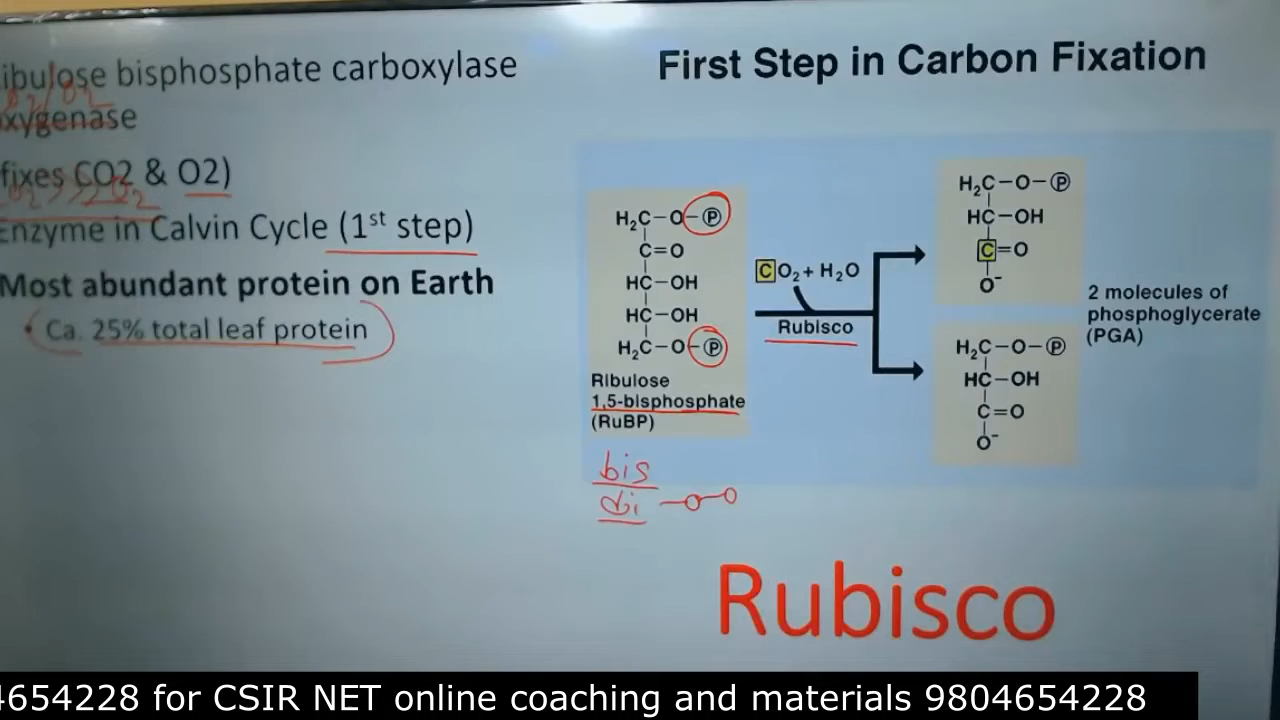 ibulose bisphosphate carboxylase
xygenase
fixes CO2 & O2)
Enzyme in Calvin Cycle (1st step)
Most abundant protein on Earth
• Ca. 25% total leaf protein
First Step in Carbon Fixation
H₂C–O–P
C=O
HC–OH
HC–OH
H₂C–O–P
Ribulose
1,5-bisphosphate
(RuBP)
bis
di
CO₂+ H₂O
Rubisco
H₂C–O–P
HC–OH
C=O
O⁻
H₂C–O–P
HC–OH
C=O
O⁻
2 molecules of
phosphoglycerate
(PGA)
Rubisco
4654228 for CSIR NET online coaching and materials 9804654228